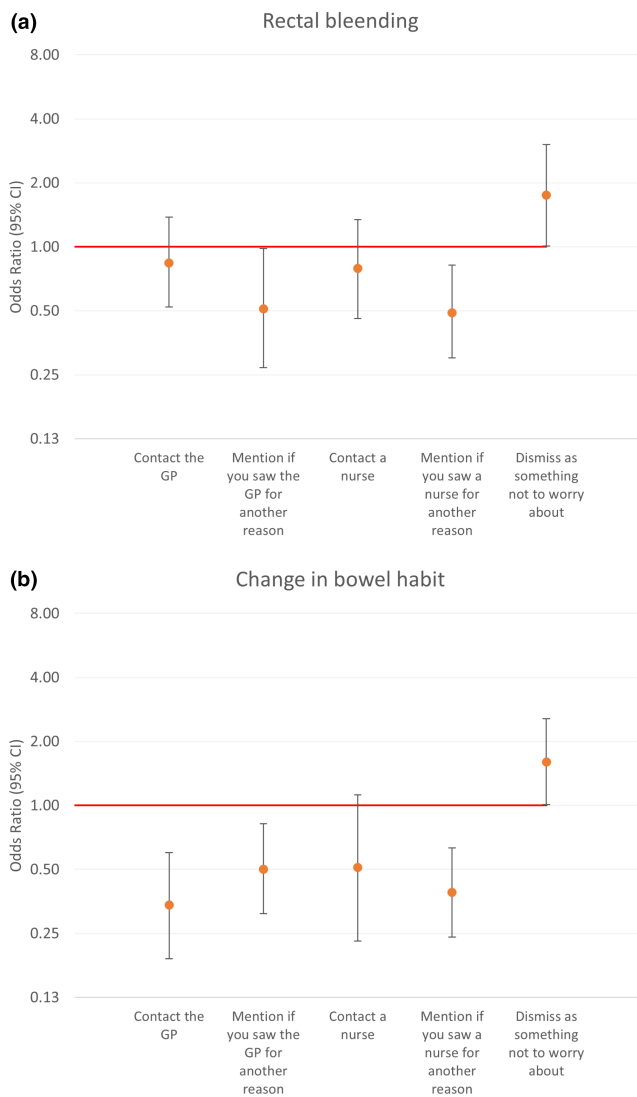 (a)
Rectal bleending
8.00
4.00
2.00
1.00
0.50
0.25
0.13
Odds Ratio (95% CI)
Contact the
GP
Mention if
you saw the
GP for
another
reason
Contact a
nurse
Mention if
you saw a
nurse for
another
reason
Dismiss as
something
not to worry
about
(b)
Change in bowel habit
8.00
4.00
2.00
1.00
0.50
0.25
0.13
Odds Ratio (95% CI)
Contact the
GP
Mention if
you saw the
GP for
another
reason
Contact a
nurse
Mention if
you saw a
nurse for
another
reason
Dismiss as
something
not to worry
about